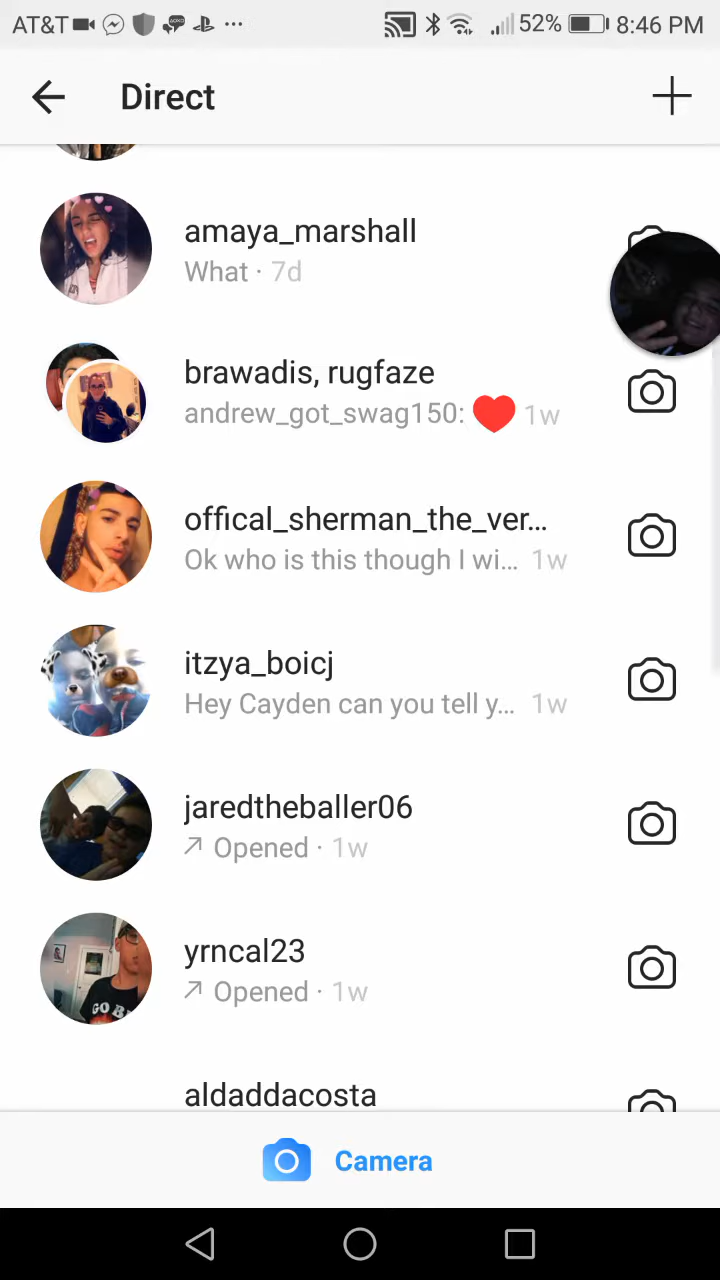 AT&T 52% 8:46 PM
Direct
amaya_marshall
What · 7d
brawadis, rugfaze
andrew_got_swag150: ❤️ 1w
offical_sherman_the_ver...
Ok who is this though I wi... 1w
itzya_boicj
Hey Cayden can you tell y... 1w
jaredtheballer06
Opened · 1w
yrncal23
Opened · 1w
GO B
aldaddacosta
Camera